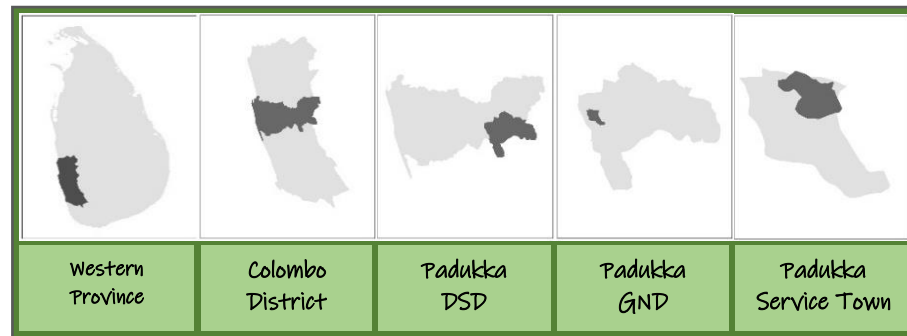 Western
Province
Colombo
District
Padukka
DSD
Padukka
GND
Padukka
Service Town